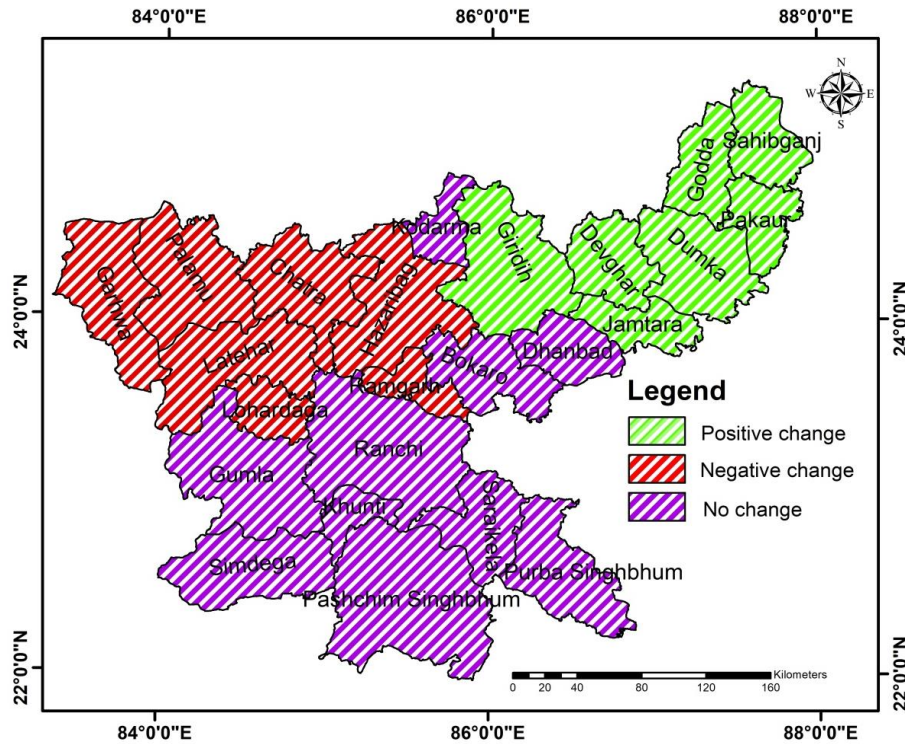 84°0'0"E 86°0'0"E 88°0'0"E
N
W E
S
Sahibganj
Godda
Pakaur
Kodarma
Giridih
Devghar
Dumka
Palamu
Chatra
Hazaribag
Garhwa
24°0'0"N 24°0'0"N
Jamtara
Latehar
Bokaro
Dhanbad
Ramgarh
Lohardaga
Legend
Positive change
Ranchi
Negative change
Gumla
Khunti
Saraikela
No change
Simdega
Purba Singhbhum
Pashchim Singhbhum
22°0'0"N 22°0'0"N
Kilometers
0 20 40 80 120 160
84°0'0"E 86°0'0"E 88°0'0"E